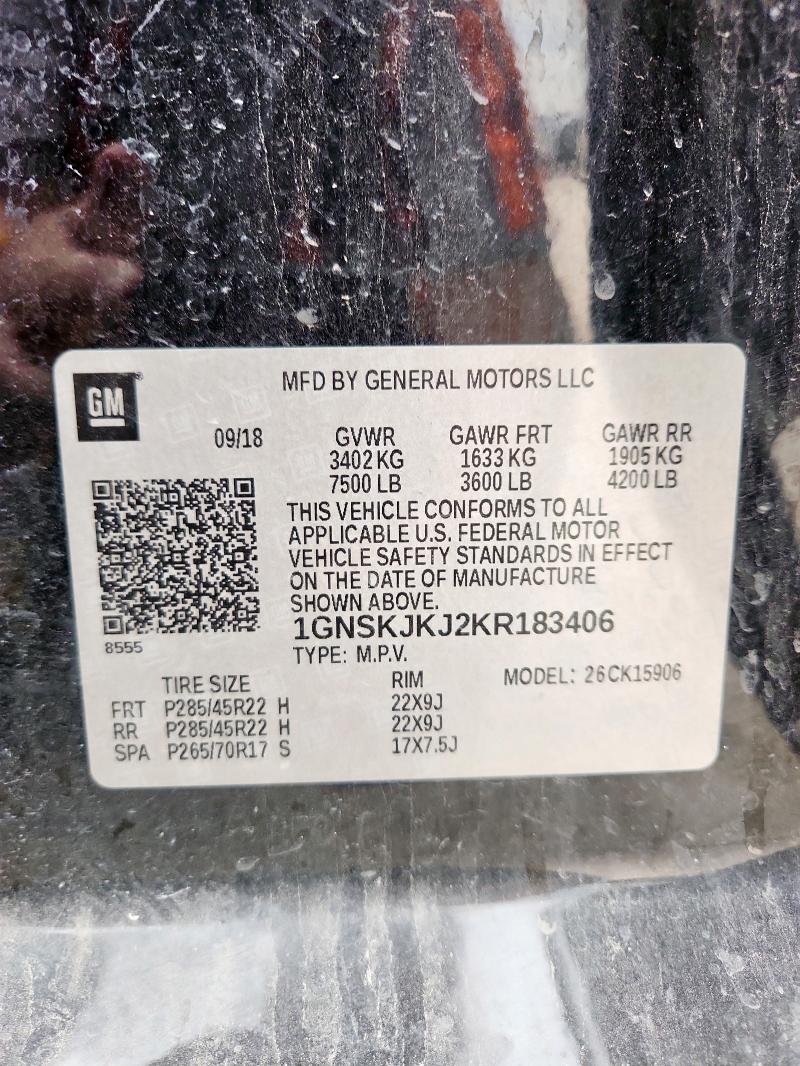 GM
MFD BY GENERAL MOTORS LLC
09/18
GVWR GAWR FRT GAWR RR
3402 KG 1633 KG 1905 KG
7500 LB 3600 LB 4200 LB
THIS VEHICLE CONFORMS TO ALL
APPLICABLE U.S. FEDERAL MOTOR
VEHICLE SAFETY STANDARDS IN EFFECT
ON THE DATE OF MANUFACTURE
SHOWN ABOVE.
1GNSKJKJ2KR183406
8555
TYPE: M.P.V.
TIRE SIZE RIM MODEL: 26CK15906
FRT P285/45R22 H 22X9J
RR P285/45R22 H 22X9J
SPA P265/70R17 S 17X7.5J